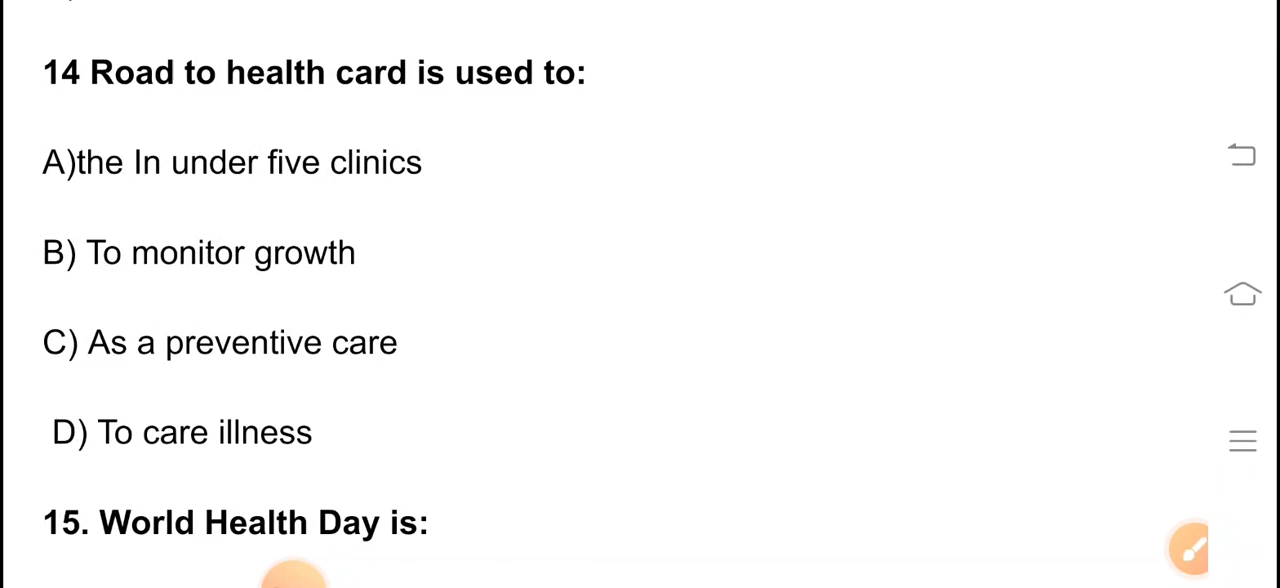 14 Road to health card is used to:
A)the In under five clinics
B) To monitor growth
C) As a preventive care
D) To care illness
15. World Health Day is: